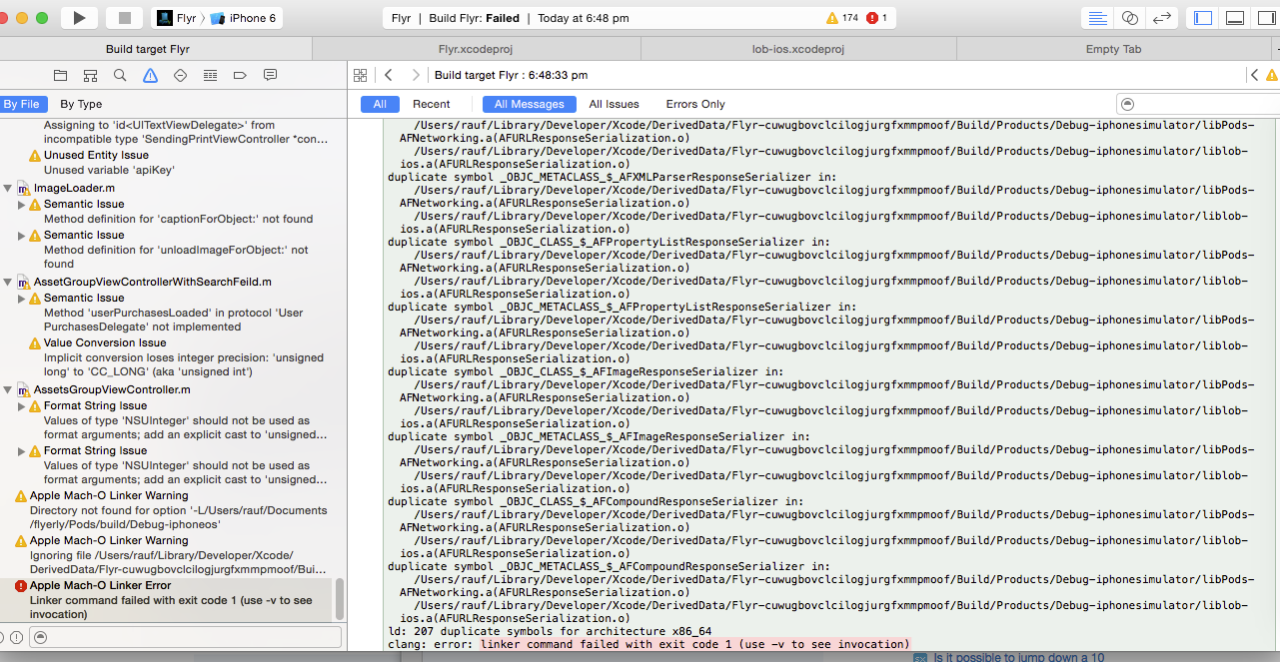 Flyr 〉 iPhone 6
Flyr | Build Flyr: Failed | Today at 6:48 pm
174
1
Build target Flyr
Flyr.xcodeproj
lob-ios.xcodeproj
Empty Tab
Build target Flyr : 6:48:33 pm
By File By Type
All Recent All Messages All Issues Errors Only
Assigning to 'id<UITextViewDelegate>' from
incompatible type 'SendingPrintViewController *con...
Unused Entity Issue
Unused variable 'apiKey'
ImageLoader.m
Semantic Issue
Method definition for 'captionForObject:' not found
Semantic Issue
Method definition for 'unloadImageForObject:' not
found
AssetGroupViewControllerWithSearchFeild.m
Semantic Issue
Method 'userPurchasesLoaded' in protocol 'User
PurchasesDelegate' not implemented
Value Conversion Issue
Implicit conversion loses integer precision: 'unsigned
long' to 'CC_LONG' (aka 'unsigned int')
AssetsGroupViewController.m
Format String Issue
Values of type 'NSUInteger' should not be used as
format arguments; add an explicit cast to 'unsigned...
Format String Issue
Values of type 'NSUInteger' should not be used as
format arguments; add an explicit cast to 'unsigned...
Apple Mach-O Linker Warning
Directory not found for option '-L/Users/rauf/Documents
/flyerly/Pods/build/Debug-iphoneos'
Apple Mach-O Linker Warning
Ignoring file /Users/rauf/Library/Developer/Xcode/
DerivedData/Flyr-cuwugbovclcilogjurgfxmmpmoof/Bui...
Apple Mach-O Linker Error
Linker command failed with exit code 1 (use -v to see
invocation)
/Users/rauf/Library/Developer/Xcode/DerivedData/Flyr-cuwugbovclcilogjurgfxmmpmoof/Build/Products/Debug-iphonesimulator/libPods-
AFNetworking.a(AFURLResponseSerialization.o)
/Users/rauf/Library/Developer/Xcode/DerivedData/Flyr-cuwugbovclcilogjurgfxmmpmoof/Build/Products/Debug-iphonesimulator/liblob-
ios.a(AFURLResponseSerialization.o)
duplicate symbol _OBJC_METACLASS_$_AFXMLParserResponseSerializer in:
/Users/rauf/Library/Developer/Xcode/DerivedData/Flyr-cuwugbovclcilogjurgfxmmpmoof/Build/Products/Debug-iphonesimulator/libPods-
AFNetworking.a(AFURLResponseSerialization.o)
/Users/rauf/Library/Developer/Xcode/DerivedData/Flyr-cuwugbovclcilogjurgfxmmpmoof/Build/Products/Debug-iphonesimulator/liblob-
ios.a(AFURLResponseSerialization.o)
duplicate symbol _OBJC_CLASS_$_AFPropertyListResponseSerializer in:
/Users/rauf/Library/Developer/Xcode/DerivedData/Flyr-cuwugbovclcilogjurgfxmmpmoof/Build/Products/Debug-iphonesimulator/libPods-
AFNetworking.a(AFURLResponseSerialization.o)
/Users/rauf/Library/Developer/Xcode/DerivedData/Flyr-cuwugbovclcilogjurgfxmmpmoof/Build/Products/Debug-iphonesimulator/liblob-
ios.a(AFURLResponseSerialization.o)
duplicate symbol _OBJC_METACLASS_$_AFPropertyListResponseSerializer in:
/Users/rauf/Library/Developer/Xcode/DerivedData/Flyr-cuwugbovclcilogjurgfxmmpmoof/Build/Products/Debug-iphonesimulator/libPods-
AFNetworking.a(AFURLResponseSerialization.o)
/Users/rauf/Library/Developer/Xcode/DerivedData/Flyr-cuwugbovclcilogjurgfxmmpmoof/Build/Products/Debug-iphonesimulator/liblob-
ios.a(AFURLResponseSerialization.o)
duplicate symbol _OBJC_CLASS_$_AFImageResponseSerializer in:
/Users/rauf/Library/Developer/Xcode/DerivedData/Flyr-cuwugbovclcilogjurgfxmmpmoof/Build/Products/Debug-iphonesimulator/libPods-
AFNetworking.a(AFURLResponseSerialization.o)
/Users/rauf/Library/Developer/Xcode/DerivedData/Flyr-cuwugbovclcilogjurgfxmmpmoof/Build/Products/Debug-iphonesimulator/liblob-
ios.a(AFURLResponseSerialization.o)
duplicate symbol _OBJC_METACLASS_$_AFImageResponseSerializer in:
/Users/rauf/Library/Developer/Xcode/DerivedData/Flyr-cuwugbovclcilogjurgfxmmpmoof/Build/Products/Debug-iphonesimulator/libPods-
AFNetworking.a(AFURLResponseSerialization.o)
/Users/rauf/Library/Developer/Xcode/DerivedData/Flyr-cuwugbovclcilogjurgfxmmpmoof/Build/Products/Debug-iphonesimulator/liblob-
ios.a(AFURLResponseSerialization.o)
duplicate symbol _OBJC_CLASS_$_AFCompoundResponseSerializer in:
/Users/rauf/Library/Developer/Xcode/DerivedData/Flyr-cuwugbovclcilogjurgfxmmpmoof/Build/Products/Debug-iphonesimulator/libPods-
AFNetworking.a(AFURLResponseSerialization.o)
/Users/rauf/Library/Developer/Xcode/DerivedData/Flyr-cuwugbovclcilogjurgfxmmpmoof/Build/Products/Debug-iphonesimulator/liblob-
ios.a(AFURLResponseSerialization.o)
duplicate symbol _OBJC_METACLASS_$_AFCompoundResponseSerializer in:
/Users/rauf/Library/Developer/Xcode/DerivedData/Flyr-cuwugbovclcilogjurgfxmmpmoof/Build/Products/Debug-iphonesimulator/libPods-
AFNetworking.a(AFURLResponseSerialization.o)
/Users/rauf/Library/Developer/Xcode/DerivedData/Flyr-cuwugbovclcilogjurgfxmmpmoof/Build/Products/Debug-iphonesimulator/liblob-
ios.a(AFURLResponseSerialization.o)
ld: 207 duplicate symbols for architecture x86_64
clang: error: linker command failed with exit code 1 (use -v to see invocation)
Is it possible to jump down a 10